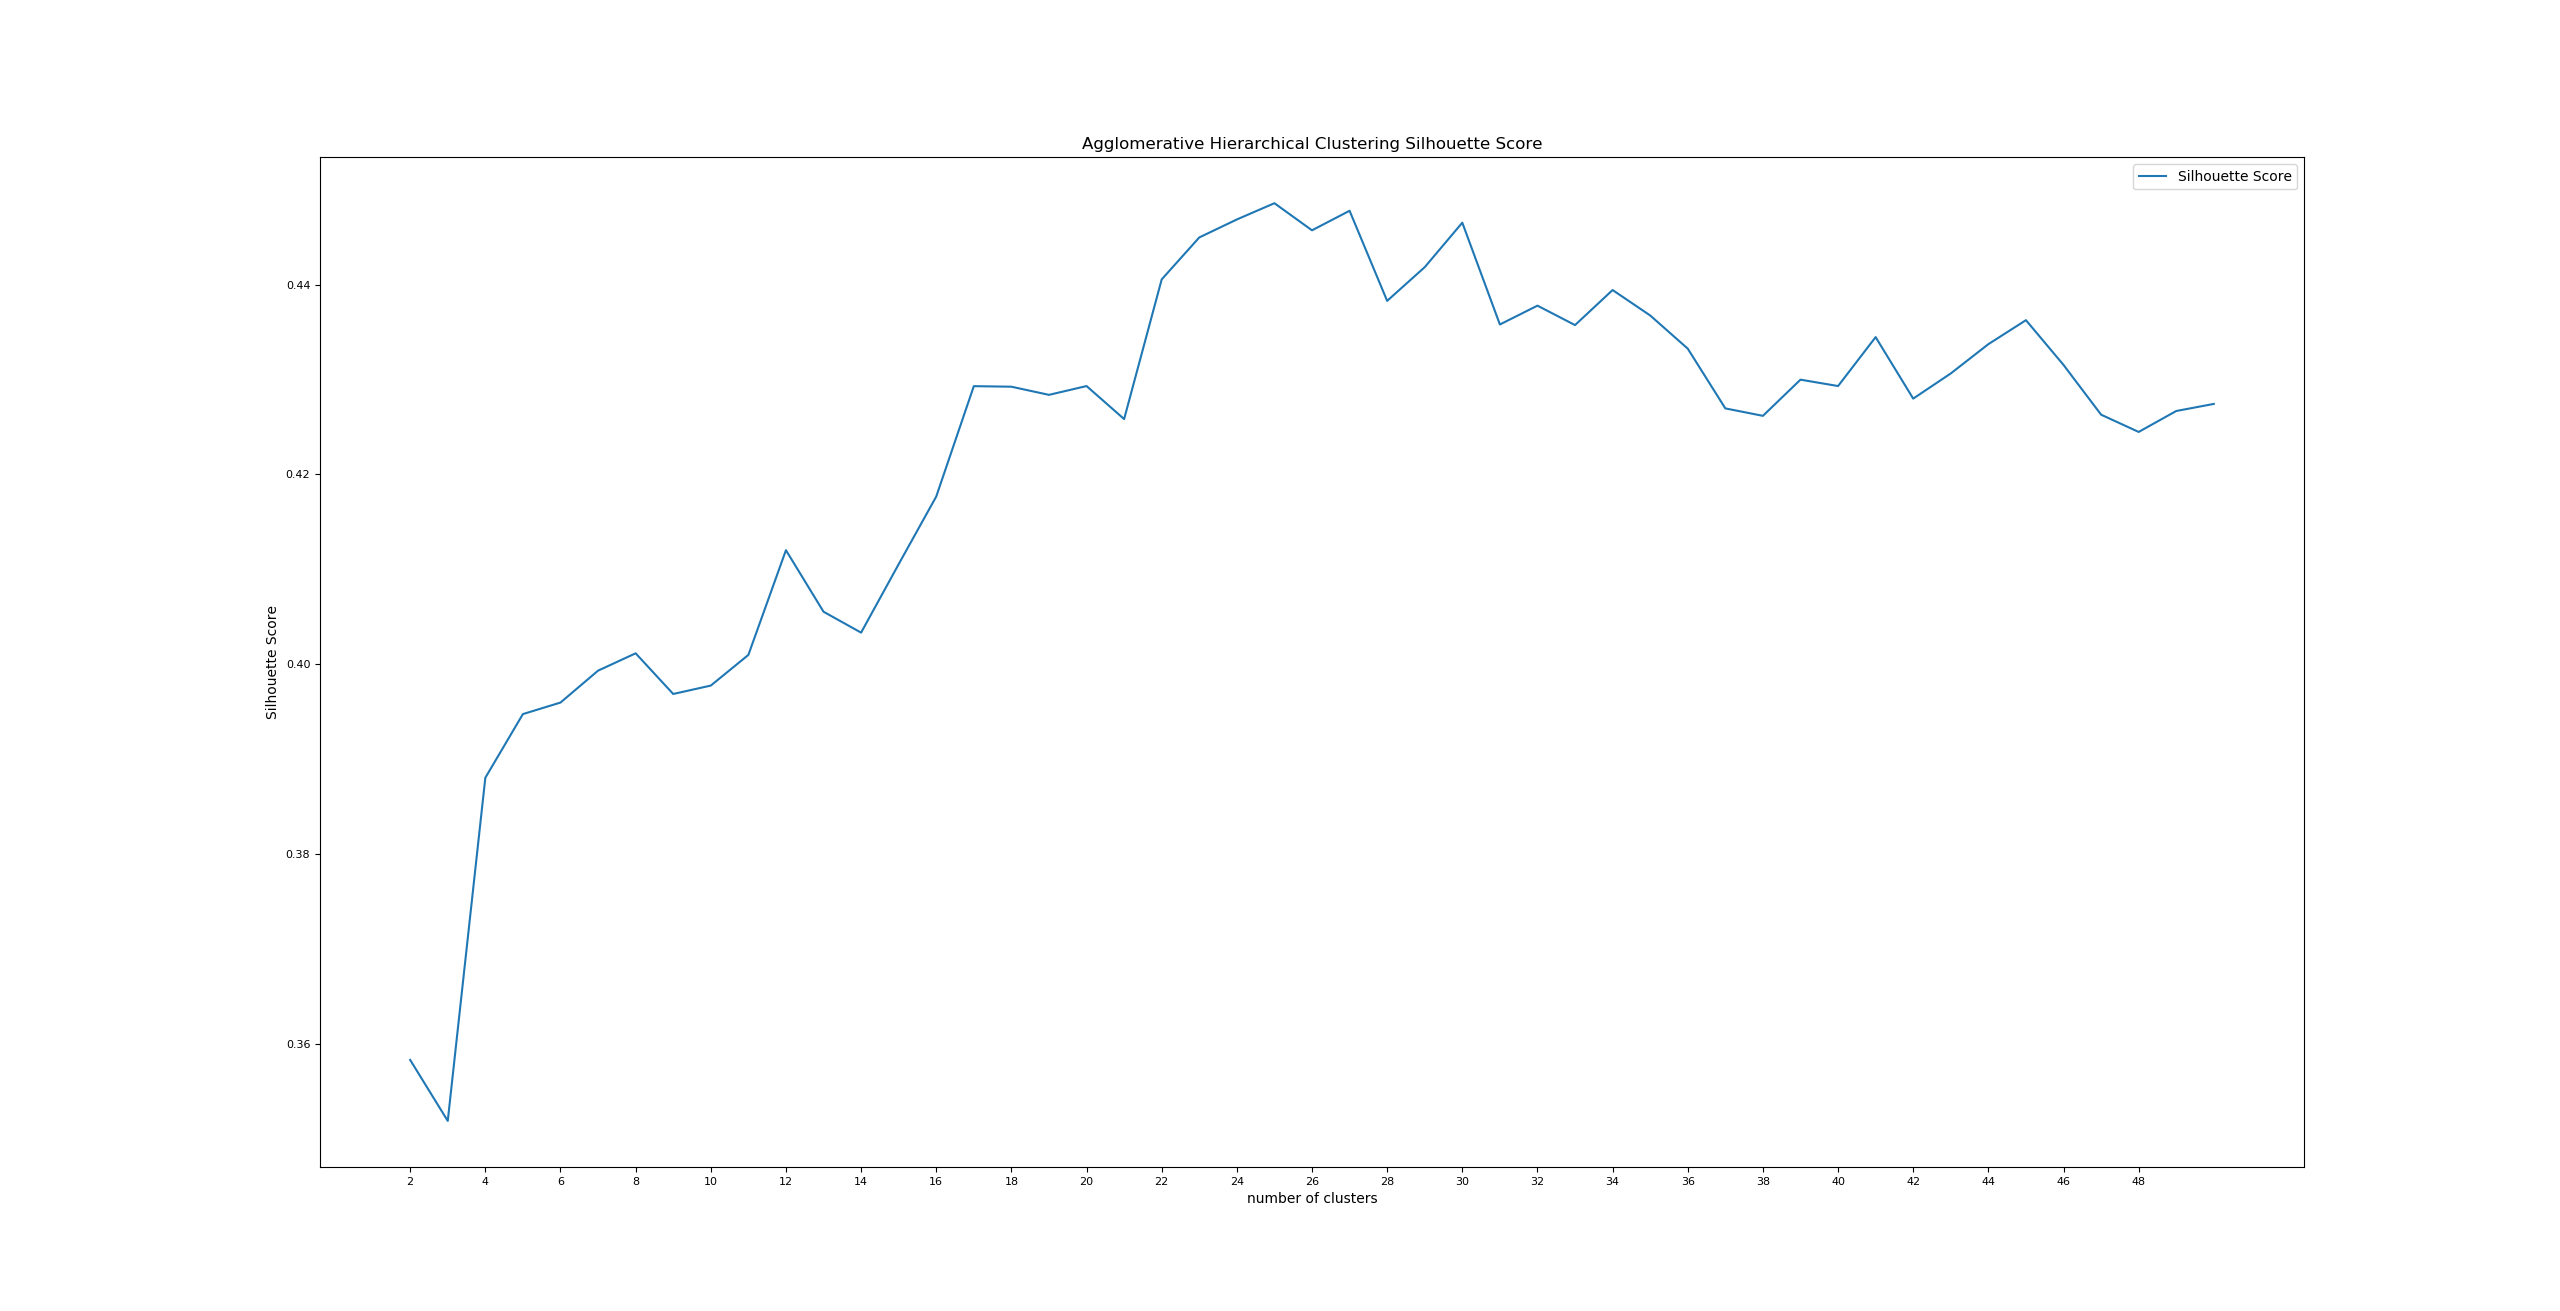 Agglomerative Hierarchical Clustering Silhouette Score
Silhouette Score
0.44
0.42
0.40
0.38
0.36
Silhouette Score
2 4 6 8 10 12 14 16 18 20 22 24 26 28 30 32 34 36 38 40 42 44 46 48
number of clusters